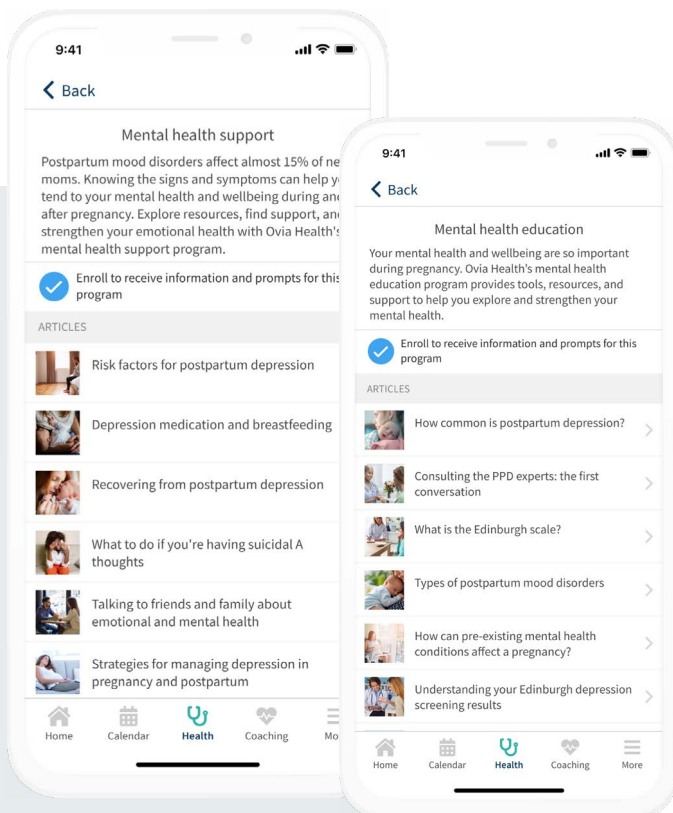 9:41
Back
Mental health support
Postpartum mood disorders affect almost 15% of ne
moms. Knowing the signs and symptoms can help y
tend to your mental health and wellbeing during and
after pregnancy. Explore resources, find support, an
strengthen your emotional health with Ovia Health's
mental health support program.
Enroll to receive information and prompts for this
program
ARTICLES
Risk factors for postpartum depression
Depression medication and breastfeeding
Recovering from postpartum depression
What to do if you're having suicidal A
thoughts
Talking to friends and family about
emotional and mental health
Strategies for managing depression in
pregnancy and postpartum
Home
Calendar
Health
Coaching
Mo
9:41
Back
Mental health education
Your mental health and wellbeing are so important
during pregnancy. Ovia Health's mental health
education program provides tools, resources, and
support to help you explore and strengthen your
mental health.
Enroll to receive information and prompts for this
program
ARTICLES
How common is postpartum depression?
Consulting the PPD experts: the first
conversation
What is the Edinburgh scale?
Types of postpartum mood disorders
How can pre-existing mental health
conditions affect a pregnancy?
Understanding your Edinburgh depression
screening results
Home
Calendar
Health
Coaching
More